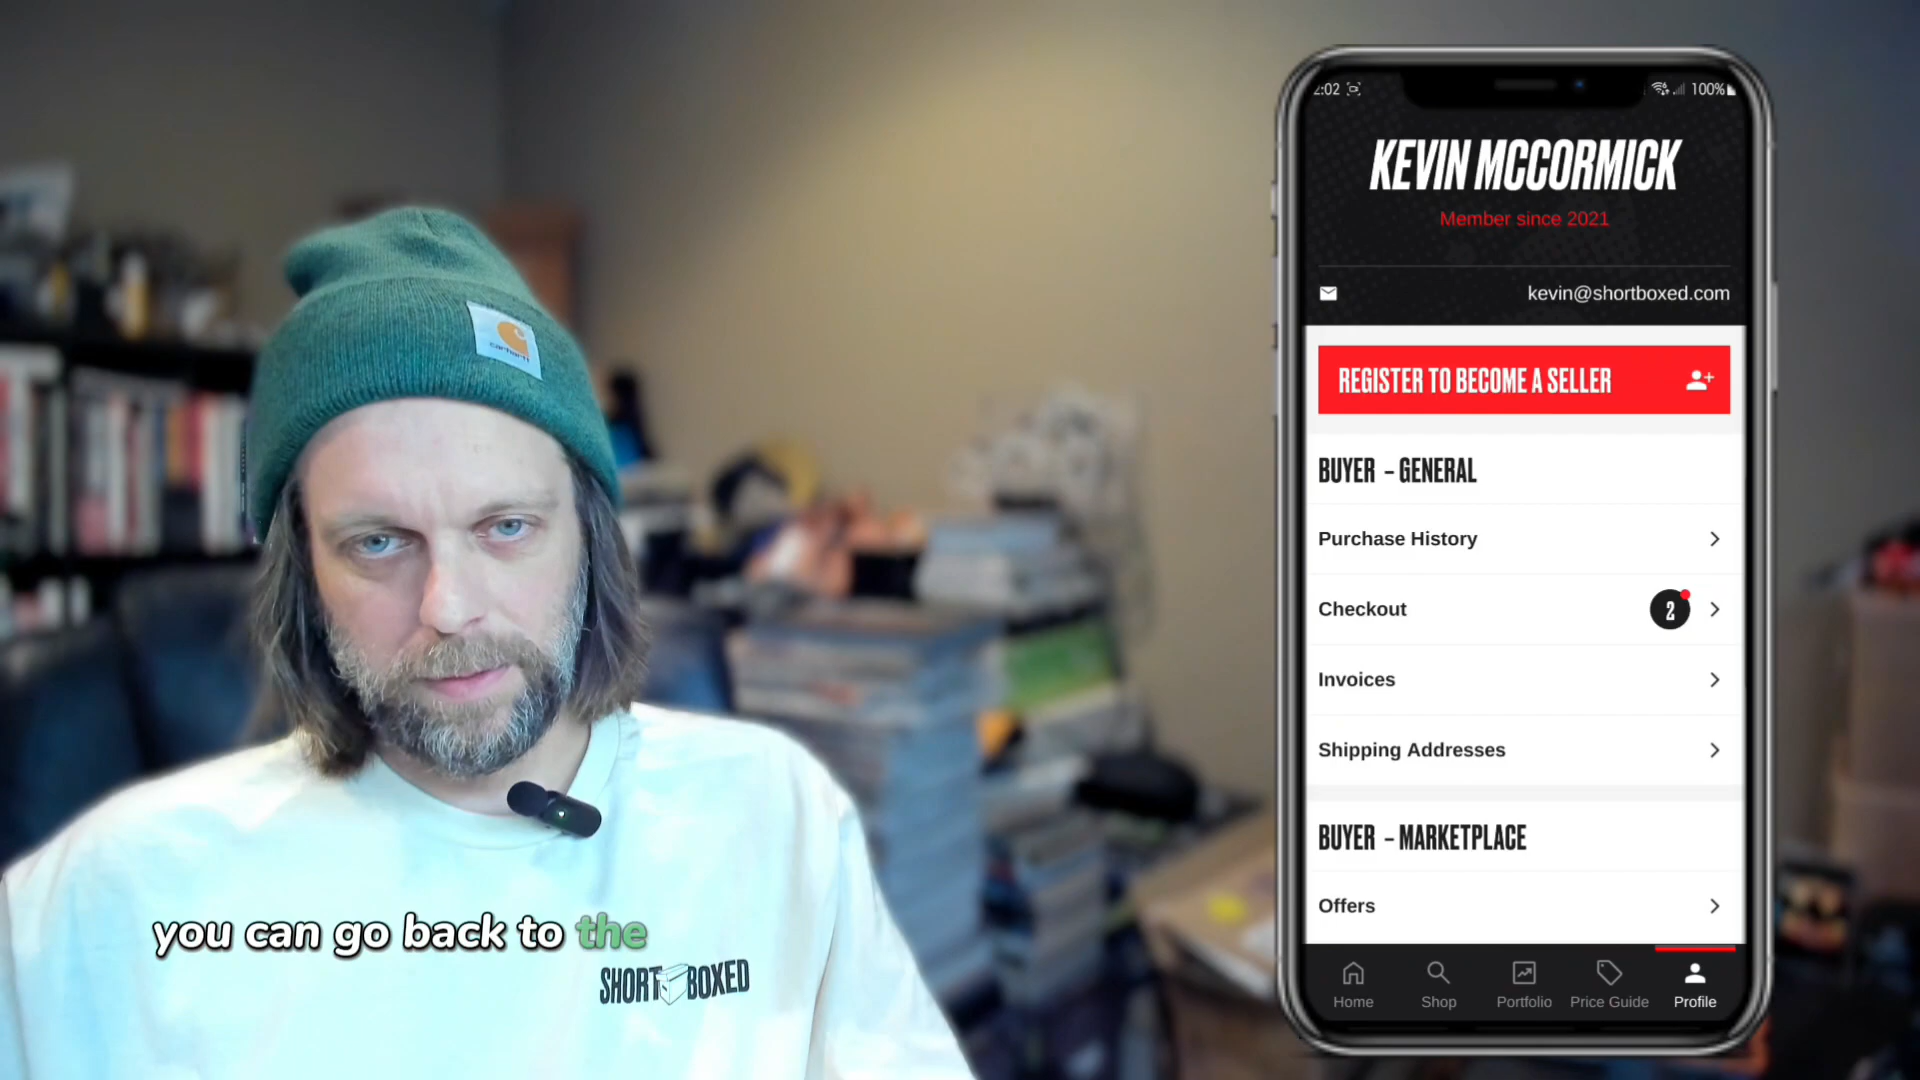 carhartt
you can go back to the
SHORTBOXED
2:02
100%
KEVIN MCCORMICK
Member since 2021
kevin@shortboxed.com
REGISTER TO BECOME A SELLER
BUYER - GENERAL
Purchase History
Checkout
2
Invoices
Shipping Addresses
BUYER - MARKETPLACE
Offers
Home
Shop
Portfolio
Price Guide
Profile